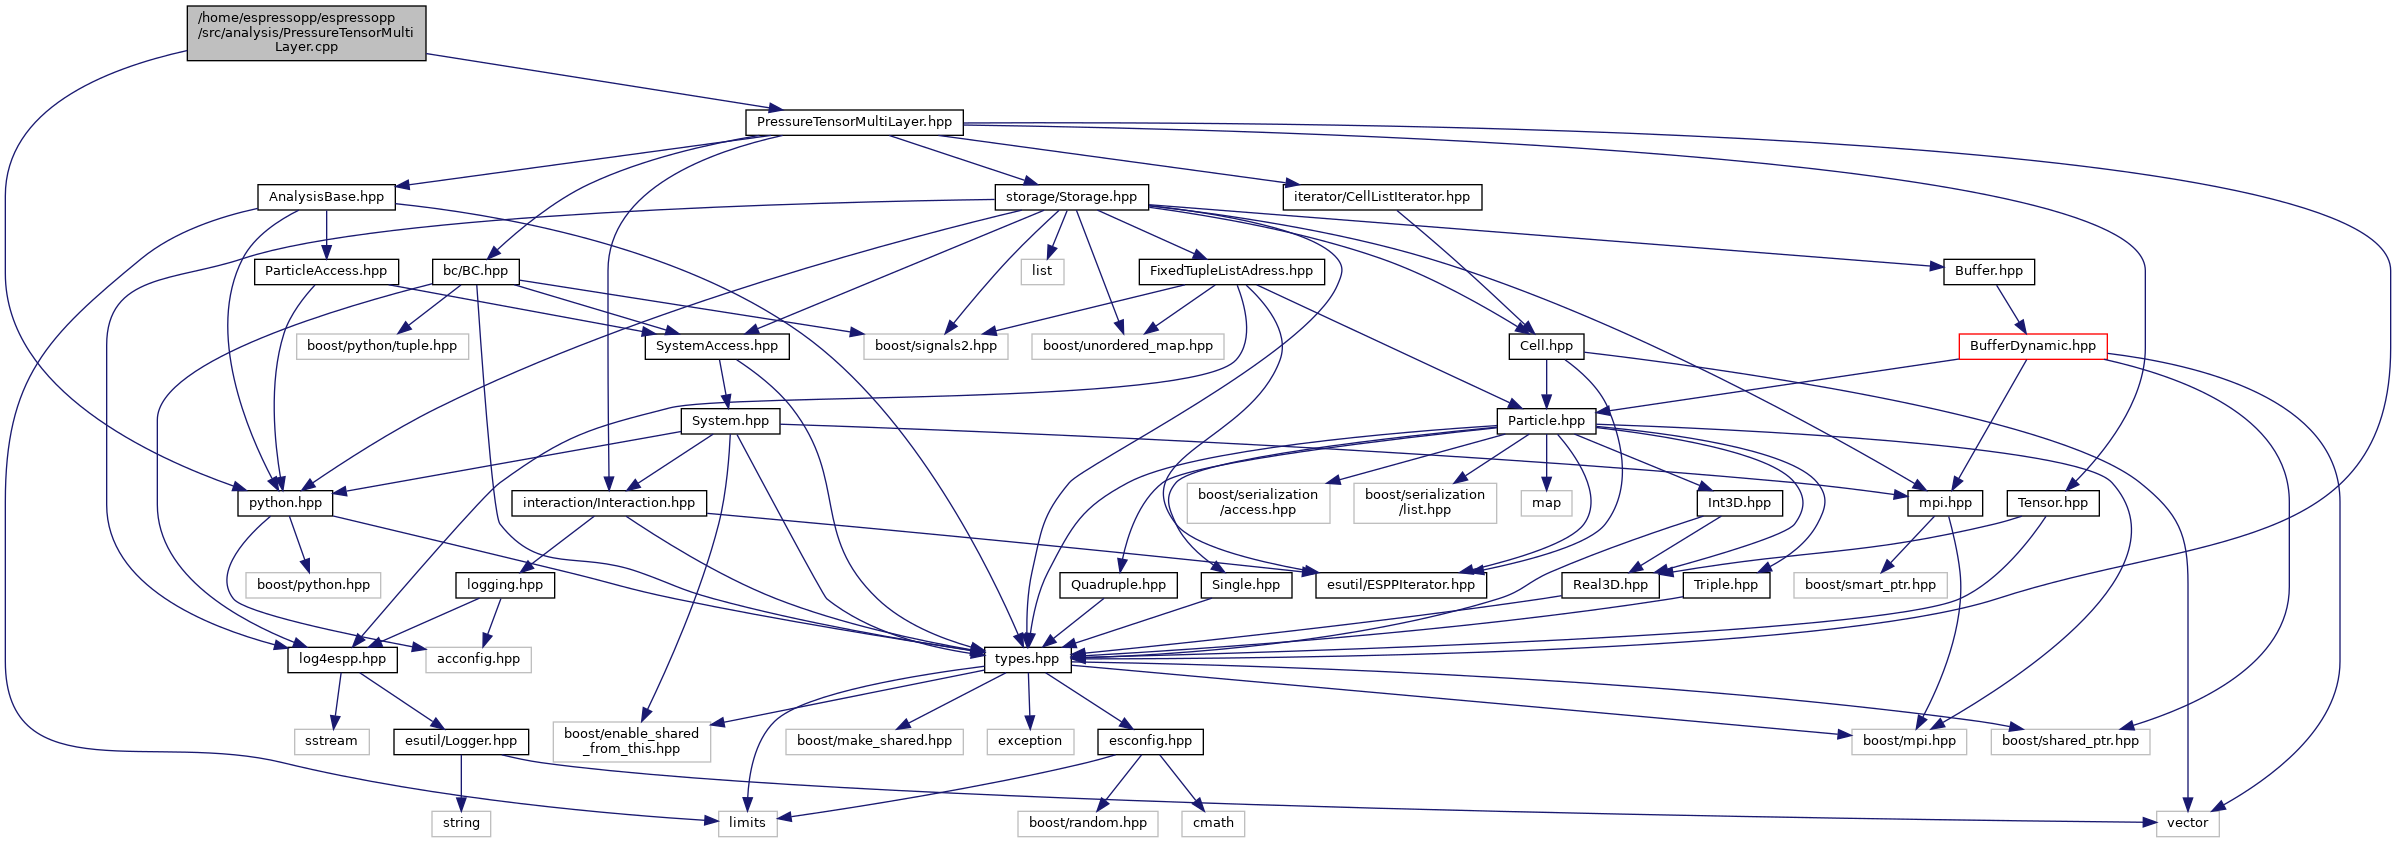 /home/espressopp/espressopp
/src/analysis/PressureTensorMulti
Layer.cpp
PressureTensorMultiLayer.hpp
AnalysisBase.hpp
storage/Storage.hpp
iterator/CellListIterator.hpp
ParticleAccess.hpp
bc/BC.hpp
list
FixedTupleListAdress.hpp
Buffer.hpp
boost/python/tuple.hpp
SystemAccess.hpp
boost/signals2.hpp
boost/unordered_map.hpp
Cell.hpp
BufferDynamic.hpp
System.hpp
Particle.hpp
python.hpp
interaction/Interaction.hpp
boost/serialization
/access.hpp
boost/serialization
/list.hpp
map
Int3D.hpp
mpi.hpp
Tensor.hpp
boost/python.hpp
logging.hpp
Quadruple.hpp
Single.hpp
esutil/ESPPIterator.hpp
Real3D.hpp
Triple.hpp
boost/smart_ptr.hpp
log4espp.hpp
acconfig.hpp
types.hpp
sstream
esutil/Logger.hpp
boost/enable_shared
_from_this.hpp
boost/make_shared.hpp
exception
esconfig.hpp
boost/mpi.hpp
boost/shared_ptr.hpp
string
limits
boost/random.hpp
cmath
vector